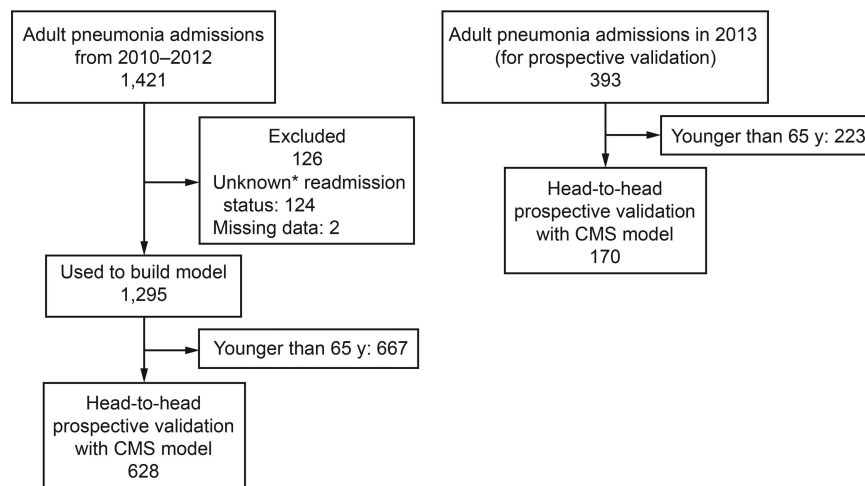 Adult pneumonia admissions
from 2010–2012
1,421
Excluded
126
Unknown* readmission
status: 124
Missing data: 2
Used to build model
1,295
Younger than 65 y: 667
Head-to-head
prospective validation
with CMS model
628
Adult pneumonia admissions in 2013
(for prospective validation)
393
Younger than 65 y: 223
Head-to-head
prospective validation
with CMS model
170